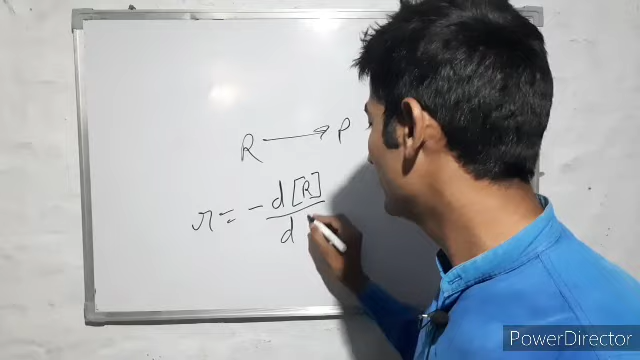 R ⟶ P
r = - d[R]
d
PowerDirector